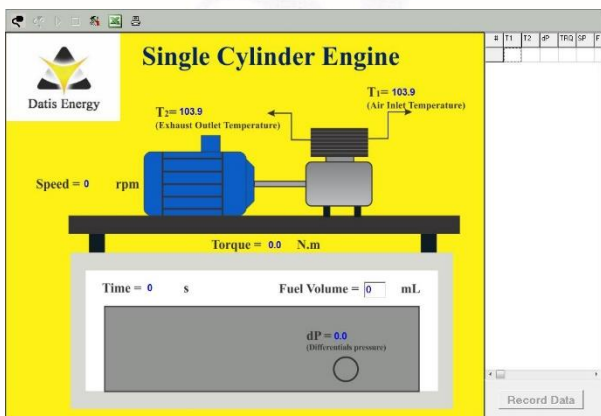 # T1 T2 dP TRQ SP F
Single Cylinder Engine
Datis Energy
T₁= 103.9
(Air Inlet Temperature)
T₂= 103.9
(Exhaust Outlet Temperature)
Speed = 0 rpm
Torque = 0.0 N.m
Time = 0 s
Fuel Volume = 0 mL
dP = 0.0
(Differentials pressure)
Record Data